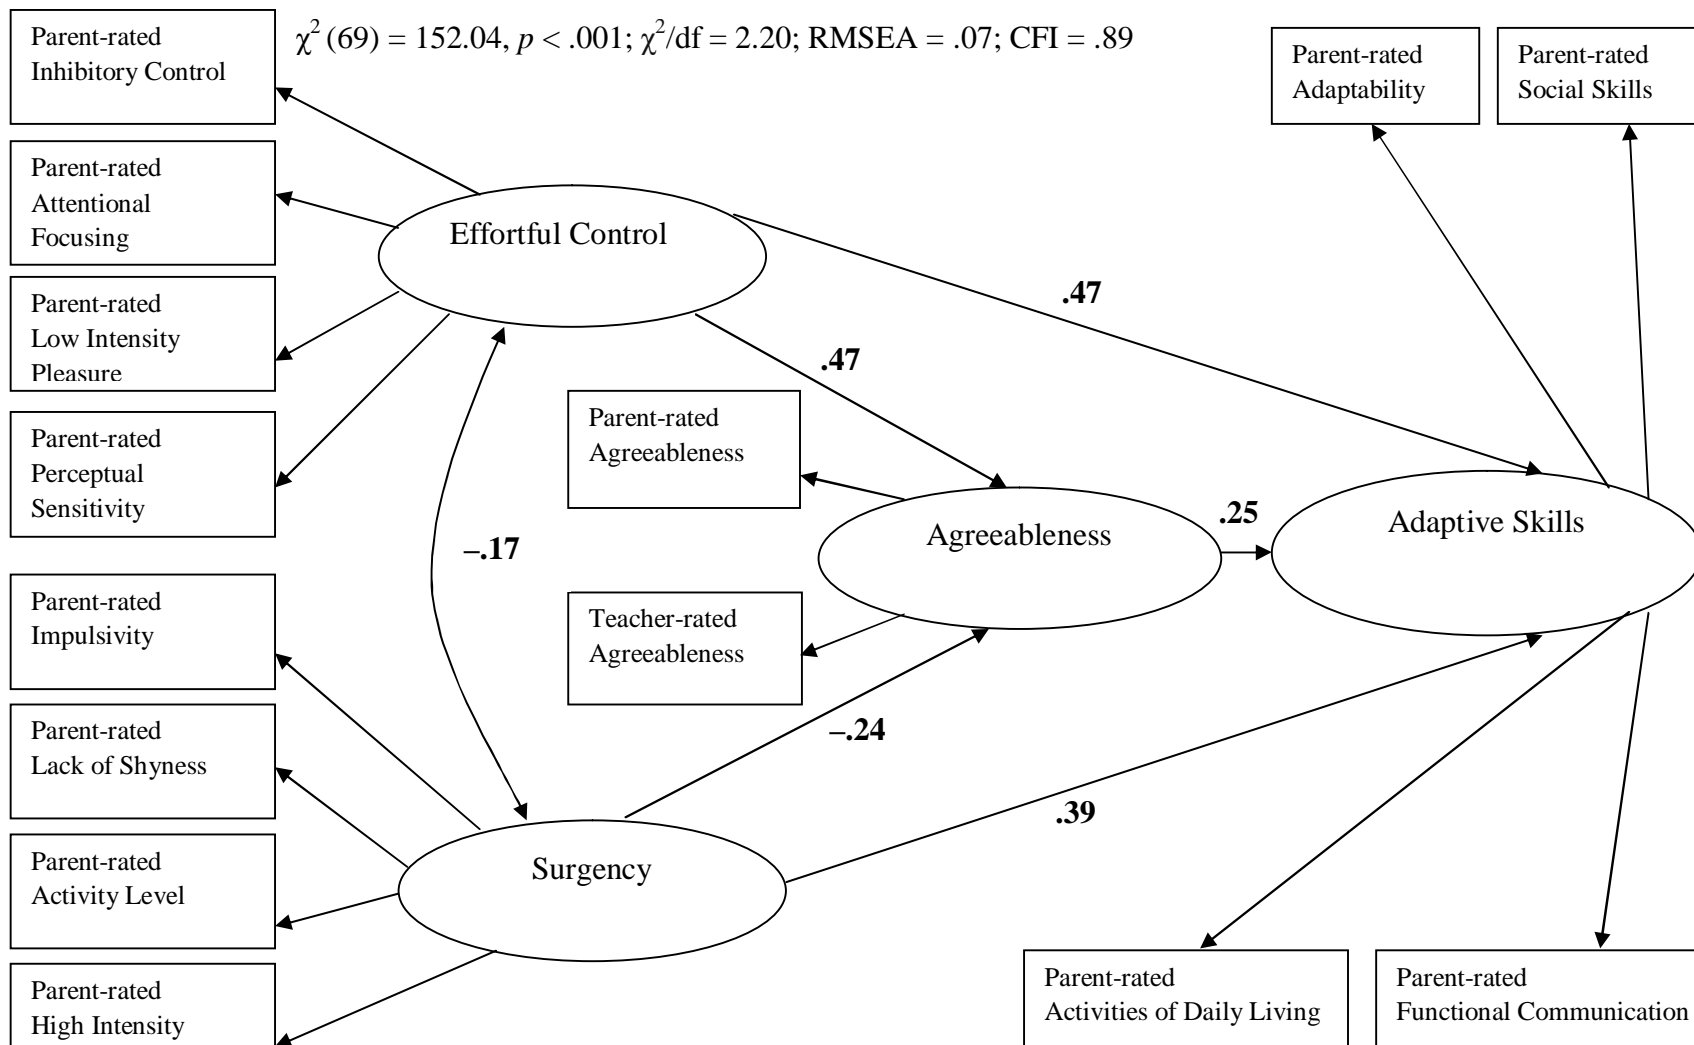 χ² (69) = 152.04, p < .001; χ²/df = 2.20; RMSEA = .07; CFI = .89
Parent-rated
Inhibitory Control
Parent-rated
Attentional
Focusing
Parent-rated
Low Intensity
Pleasure
Parent-rated
Perceptual
Sensitivity
Parent-rated
Impulsivity
Parent-rated
Lack of Shyness
Parent-rated
Activity Level
Parent-rated
High Intensity
Effortful Control
–.17
Surgency
.47
.47
Parent-rated
Agreeableness
Teacher-rated
Agreeableness
Agreeableness
–.24
.25
.39
Parent-rated
Adaptability
Parent-rated
Social Skills
Adaptive Skills
Parent-rated
Activities of Daily Living
Parent-rated
Functional Communication